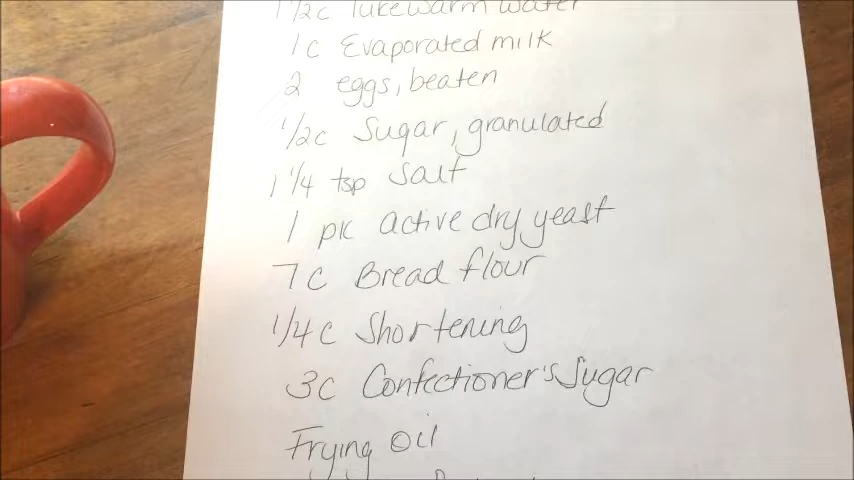 1 1/2c lukewarm water
1c Evaporated milk
2 eggs, beaten
1/2c Sugar, granulated
1 1/4 tsp Salt
1 pk active dry yeast
7c Bread flour
1/4c Shortening
3c Confectioner's Sugar
Frying Oil